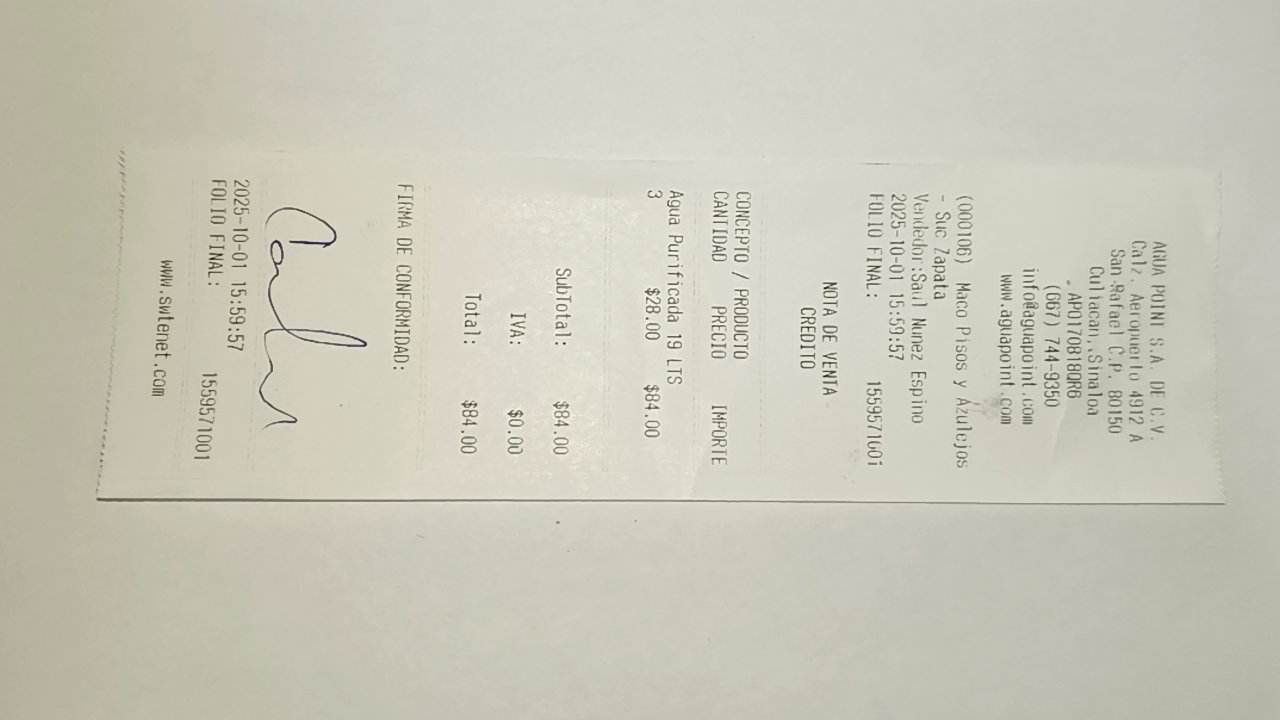 AGUA POINT S.A. DE C.V.
Calz. Aeropuerto 4912 A
San Rafael C.P. 80150
Culiacan, Sinaloa
. APO170818QR6
(667) 744-9350
info@aguapoint.com
www.aguapoint.com
(000106) Maco Pisos y Azulejos
- Suc Zapata
Vendedor:Saul Nunez Espino
2025-10-01 15:59:57
FOLIO FINAL: 1559571001
NOTA DE VENTA
CREDITO
CONCEPTO / PRODUCTO
CANTIDAD PRECIO IMPORTE
Agua Purificada 19 LTS
3 $28.00 $84.00
SubTotal: $84.00
IVA: $0.00
Total: $84.00
FIRMA DE CONFORMIDAD:
2025-10-01 15:59:57
FOLIO FINAL: 1559571001
www.swtenet.com